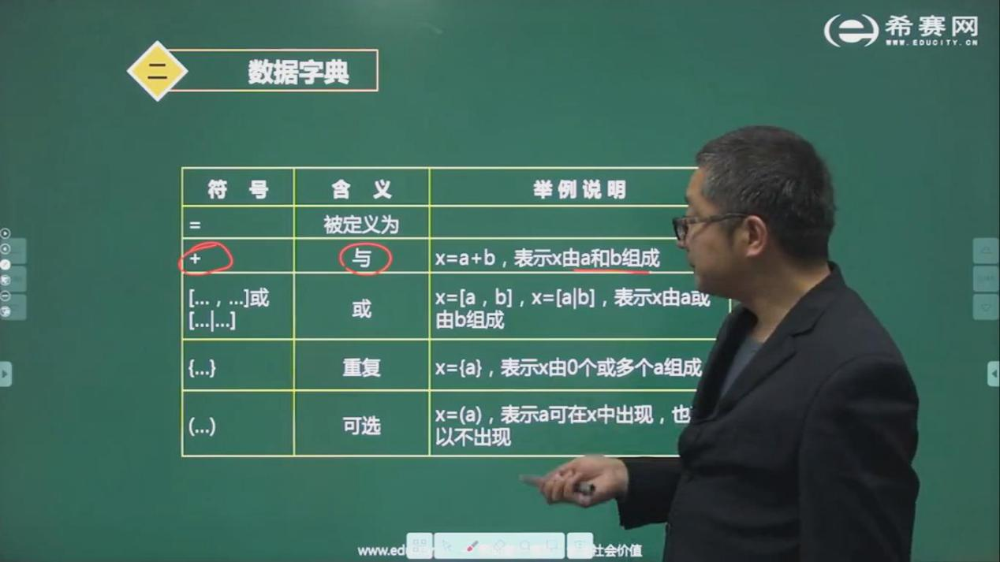 希赛网
WWW.EDUCITY.CN
二
数据字典
符 号 含 义 举例说明
= 被定义为
+ 与 x=a+b，表示x由a和b组成
[...，...]或
[...|...]
或
x=[a，b]，x=[a|b]，表示x由a或
由b组成
{...} 重复 x={a}，表示x由0个或多个a组成
(...) 可选
x=(a)，表示a可在x中出现，也
以不出现
www.edu
社会价值